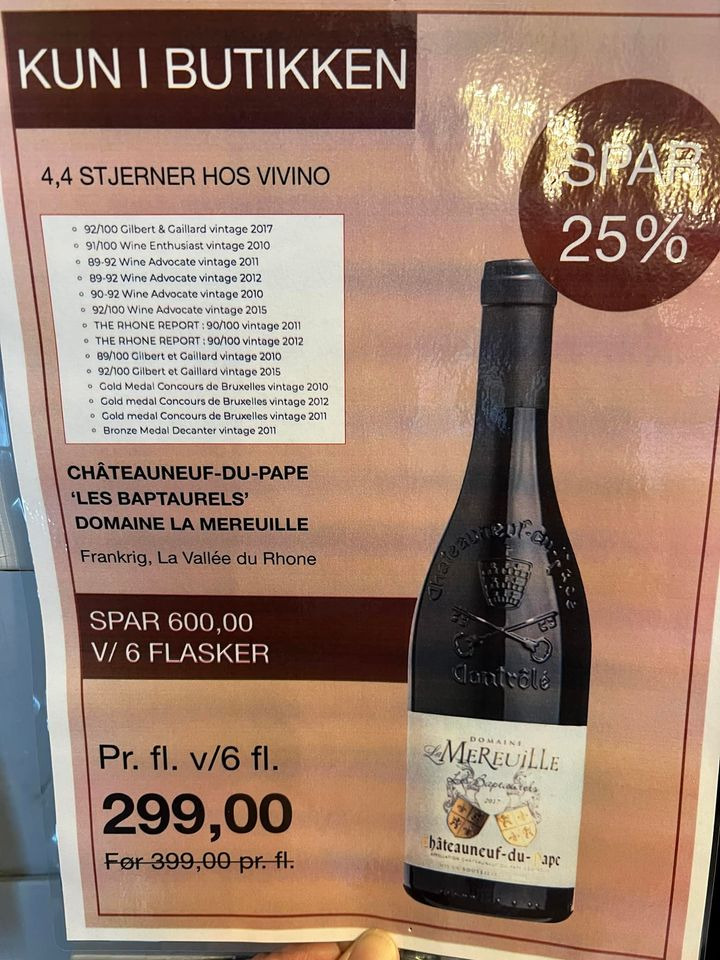 KUN I BUTIKKEN
SPAR
25%
4,4 STJERNER HOS VIVINO
92/100 Gilbert & Gaillard vintage 2017
91/100 Wine Enthusiast vintage 2010
89-92 Wine Advocate vintage 2011
89-92 Wine Advocate vintage 2012
90-92 Wine Advocate vintage 2010
92/100 Wine Advocate vintage 2015
THE RHONE REPORT : 90/100 vintage 2011
THE RHONE REPORT : 90/100 vintage 2012
89/100 Gilbert et Gaillard vintage 2010
92/100 Gilbert et Gaillard vintage 2015
Gold Medal Concours de Bruxelles vintage 2010
Gold medal Concours de Bruxelles vintage 2012
Gold medal Concours de Bruxelles vintage 2011
Bronze Medal Decanter vintage 2011
CHÂTEAUNEUF-DU-PAPE
‘LES BAPTAURELS’
DOMAINE LA MEREUILLE
Frankrig, La Vallée du Rhone
SPAR 600,00
V/ 6 FLASKER
Pr. fl. v/6 fl.
299,00
Før 399,00 pr. fl.
Chateauneuf-du-Pape
Contrôlé
DOMAINE
La MEREUILLE
Les Baptaurels
2017
Châteauneuf-du-Pape